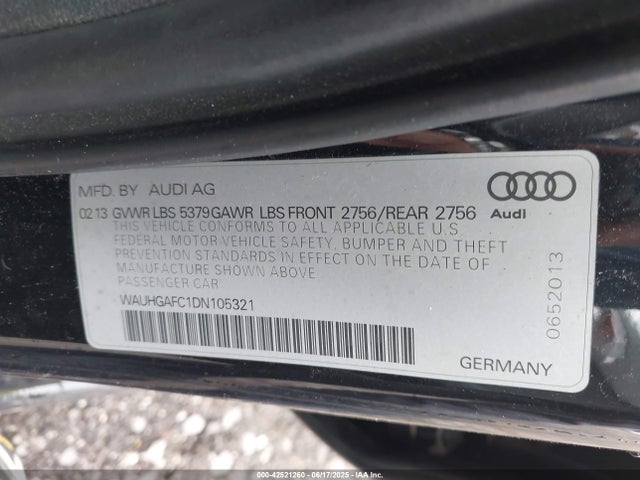 MFD. BY AUDI AG
02 13 GVWR LBS 5379 GAWR LBS FRONT 2756/REAR 2756
Audi
THIS VEHICLE CONFORMS TO ALL APPLICABLE U.S.
FEDERAL MOTOR VEHICLE SAFETY, BUMPER AND THEFT
PREVENTION STANDARDS IN EFFECT ON THE DATE OF
MANUFACTURE SHOWN ABOVE
PASSENGER CAR
WAUHGAFC1DN105321
0652013
GERMANY
000-42521260 - 06/17/2025 - COPYRIGHT IAA, LLC.